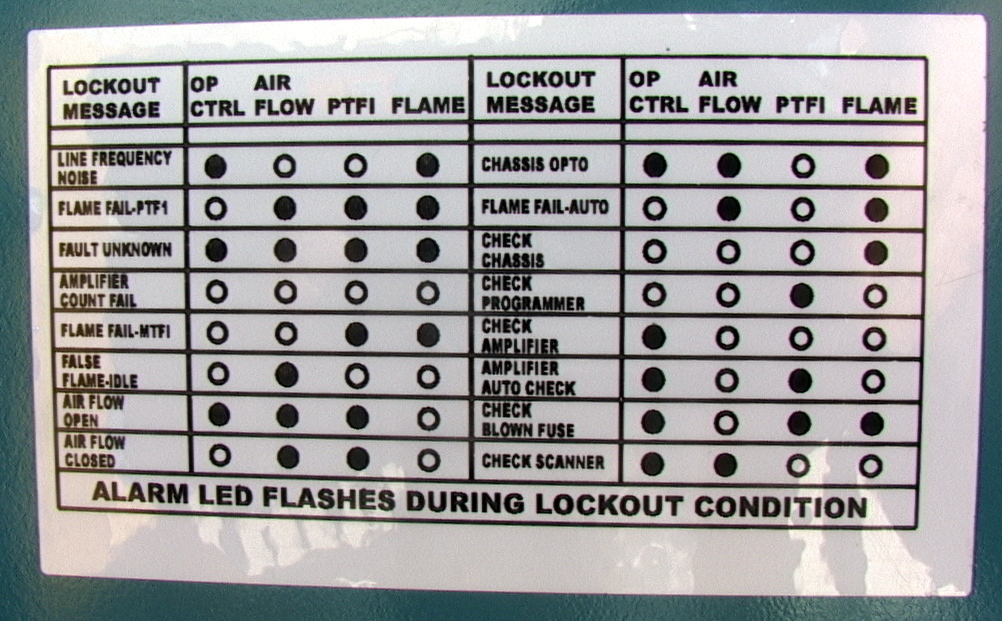 LOCKOUT MESSAGE OP CTRL AIR FLOW PTFI FLAME LOCKOUT MESSAGE OP CTRL AIR FLOW PTFI FLAME
LINE FREQUENCY NOISE ● ○ ○ ● CHASSIS OPTO ● ● ○ ●
FLAME FAIL-PTF1 ○ ● ● ● FLAME FAIL-AUTO ○ ● ○ ●
FAULT UNKNOWN ● ● ● ● CHECK CHASSIS ○ ○ ○ ●
AMPLIFIER COUNT FAIL ○ ○ ○ ○ CHECK PROGRAMMER ○ ○ ● ○
FLAME FAIL-MTFI ○ ○ ● ● CHECK AMPLIFIER ● ○ ○ ○
FALSE FLAME-IDLE ○ ● ○ ○ AMPLIFIER AUTO CHECK ● ○ ● ○
AIR FLOW OPEN ● ● ● ○ CHECK BLOWN FUSE ● ○ ● ●
AIR FLOW CLOSED ○ ● ● ○ CHECK SCANNER ● ● ○ ○
ALARM LED FLASHES DURING LOCKOUT CONDITION